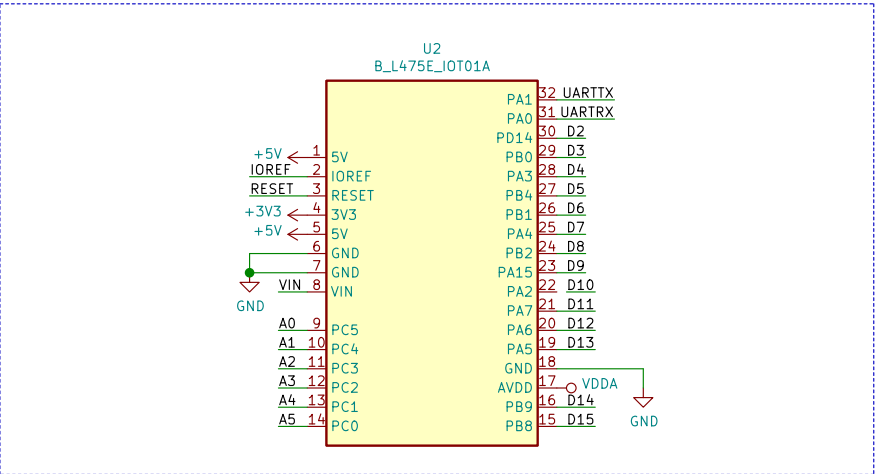 U2
B_L475E_IOT01A
PA1 32 UARTTX
PA0 31 UARTRX
PD14 30 D2
+5V 1 5V PB0 29 D3
IOREF 2 IOREF PA3 28 D4
RESET 3 RESET PB4 27 D5
+3V3 4 3V3 PB1 26 D6
+5V 5 5V PA4 25 D7
6 GND PB2 24 D8
7 GND PA15 23 D9
VIN 8 VIN PA2 22 D10
GND PA7 21 D11
A0 9 PC5 PA6 20 D12
A1 10 PC4 PA5 19 D13
A2 11 PC3 GND 18
A3 12 PC2 AVDD 17 VDDA
A4 13 PC1 PB9 16 D14
A5 14 PC0 PB8 15 D15
GND